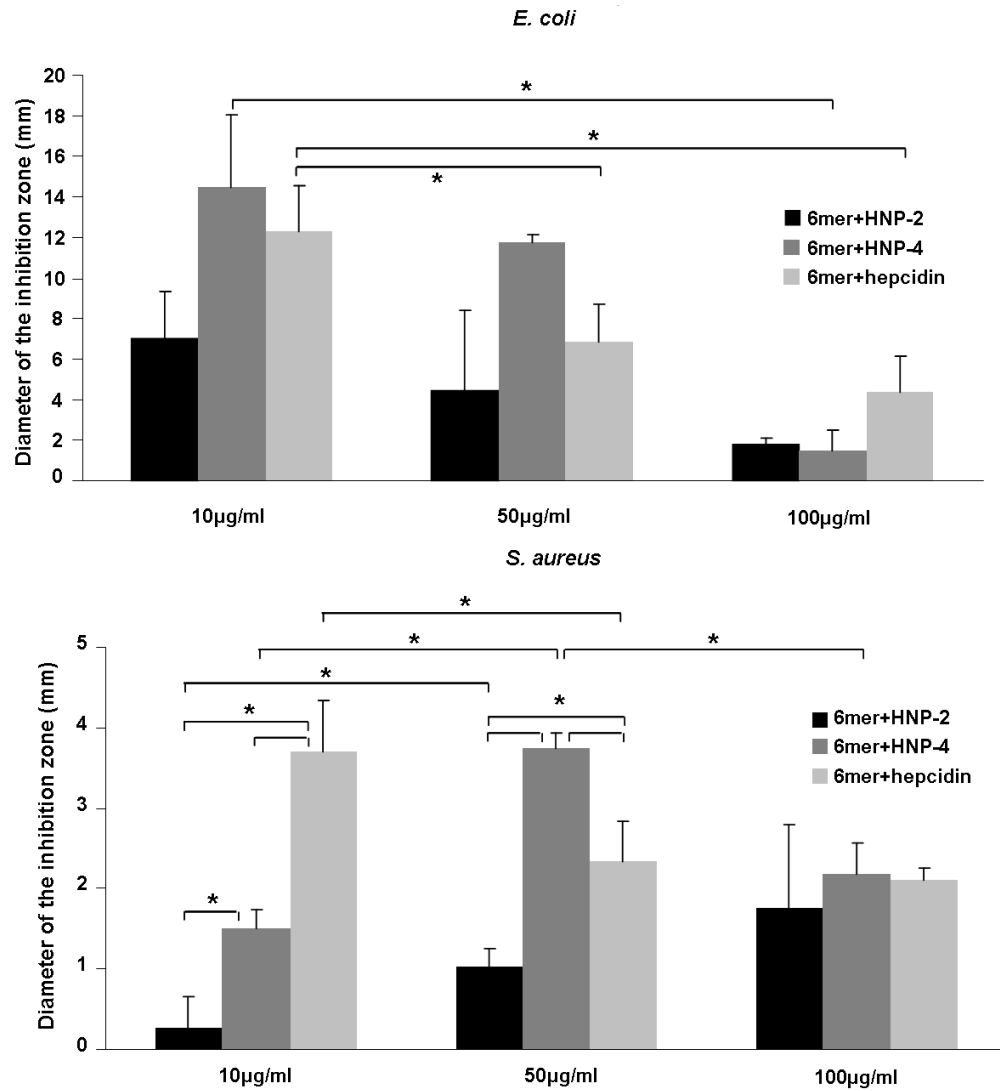 E. coli
Diameter of the inhibition zone (mm)
20
18
16
14
12
10
8
6
4
2
0
*
*
*
6mer+HNP-2
6mer+HNP-4
6mer+hepcidin
10µg/ml 50µg/ml 100µg/ml
S. aureus
Diameter of the inhibition zone (mm)
5
4
3
2
1
0
*
*
*
*
*
*
*
6mer+HNP-2
6mer+HNP-4
6mer+hepcidin
10µg/ml 50µg/ml 100µg/ml